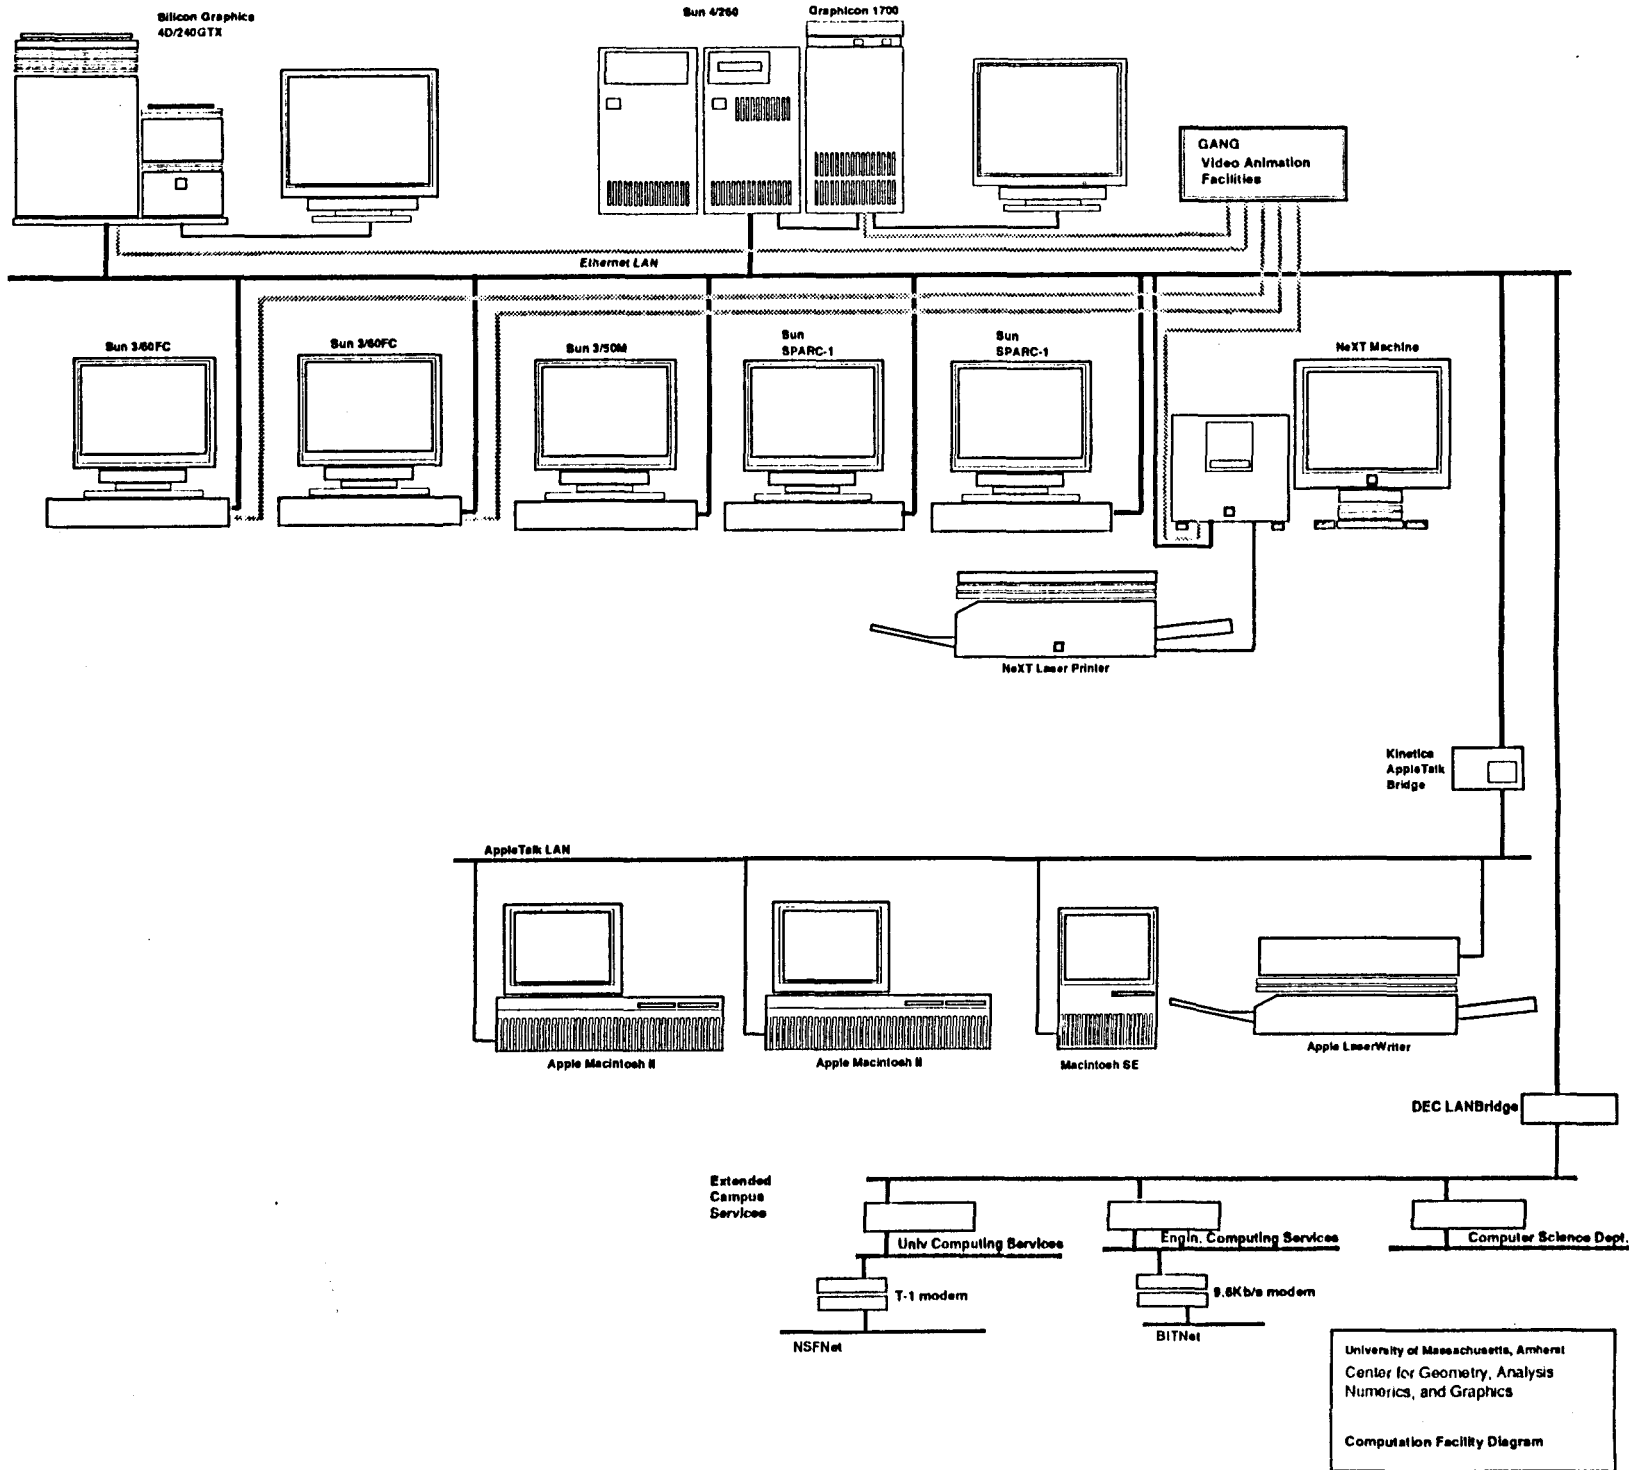 Silicon Graphics
4D/240GTX
Sun 4/260
Graphicon 1700
GANG
Video Animation
Facilities
Ethernet LAN
Sun 3/60FC
Sun 3/60FC
Sun 3/50M
Sun
SPARC-1
Sun
SPARC-1
NeXT Machine
NeXT Laser Printer
Kinetics
AppleTalk
Bridge
AppleTalk LAN
Apple Macintosh II
Apple Macintosh II
Macintosh SE
Apple LaserWriter
DEC LANBridge
Extended
Campus
Services
Univ Computing Services
Engin. Computing Services
Computer Science Dept.
T-1 modem
9.6Kb/s modem
NSFNet
BITNet
University of Massachusetts, Amherst
Center for Geometry, Analysis
Numerics, and Graphics
Computation Facility Diagram